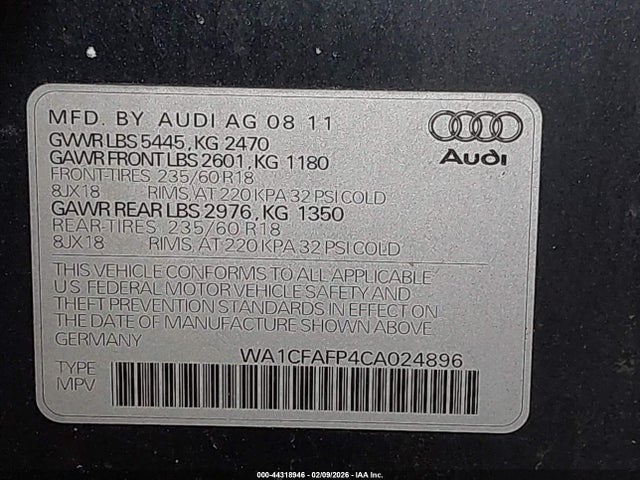 MFD. BY AUDI AG 08 11
GVWR LBS 5445, KG 2470
GAWR FRONT LBS 2601, KG 1180
FRONT-TIRES 235/60 R18
8JX18 RIMS, AT 220 KPA 32 PSI COLD
GAWR REAR LBS 2976, KG 1350
REAR-TIRES 235/60 R18
8JX18 RIMS, AT 220 KPA 32 PSI COLD
Audi
THIS VEHICLE CONFORMS TO ALL APPLICABLE
U.S. FEDERAL MOTOR VEHICLE SAFETY AND
THEFT PREVENTION STANDARDS IN EFFECT ON
THE DATE OF MANUFACTURE SHOWN ABOVE.
GERMANY
WA1CFAFP4CA024896
TYPE
MPV
000-44318946 - 02/09/2026 - IAA Inc.